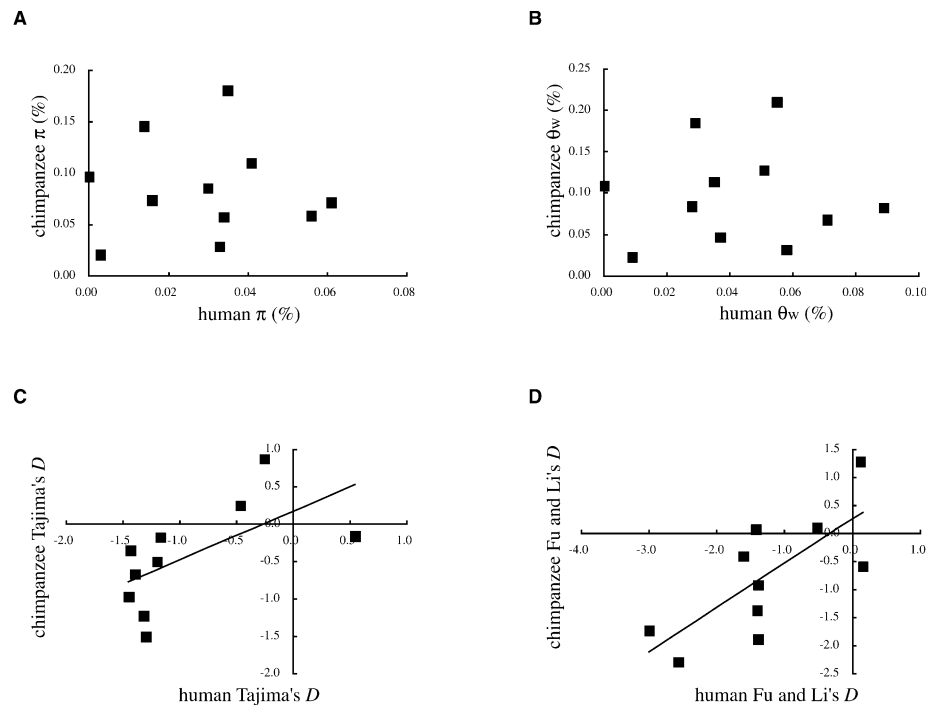 A
0.20
0.15
0.10
0.05
0.00
chimpanzee π (%)
0.00 0.02 0.04 0.06 0.08
human π (%)
B
0.25
0.20
0.15
0.10
0.05
0.00
chimpanzee θw (%)
0.00 0.02 0.04 0.06 0.08 0.10
human θw (%)
C
1.0
0.5
0.0
-1.0
-1.5
-2.0
chimpanzee Tajima's D
-2.0 -1.5 -1.0 -0.5 0.0 0.5 1.0
human Tajima's D
D
1.5
1.0
0.5
0.0
-0.5
-1.0
-1.5
-2.0
-2.5
chimpanzee Fu and Li's D
-4.0 -3.0 -2.0 -1.0 0.0 1.0
human Fu and Li's D